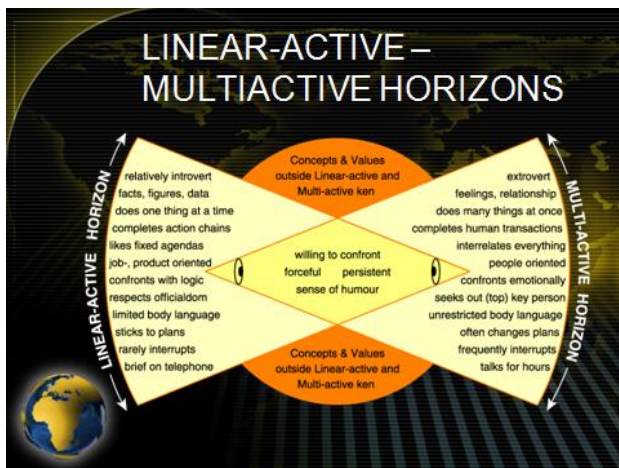 LINEAR-ACTIVE –
MULTIACTIVE HORIZONS
LINEAR-ACTIVE HORIZON
relatively introvert
facts, figures, data
does one thing at a time
completes action chains
likes fixed agendas
job-, product oriented
confronts with logic
respects officialdom
limited body language
sticks to plans
rarely interrupts
brief on telephone
Concepts & Values
outside Linear-active and
Multi-active ken
willing to confront
forceful persistent
sense of humour
Concepts & Values
outside Linear-active and
Multi-active ken
extrovert
feelings, relationship
does many things at once
completes human transactions
interrelates everything
people oriented
confronts emotionally
seeks out (top) key person
unrestricted body language
often changes plans
frequently interrupts
talks for hours
MULTI-ACTIVE HORIZON